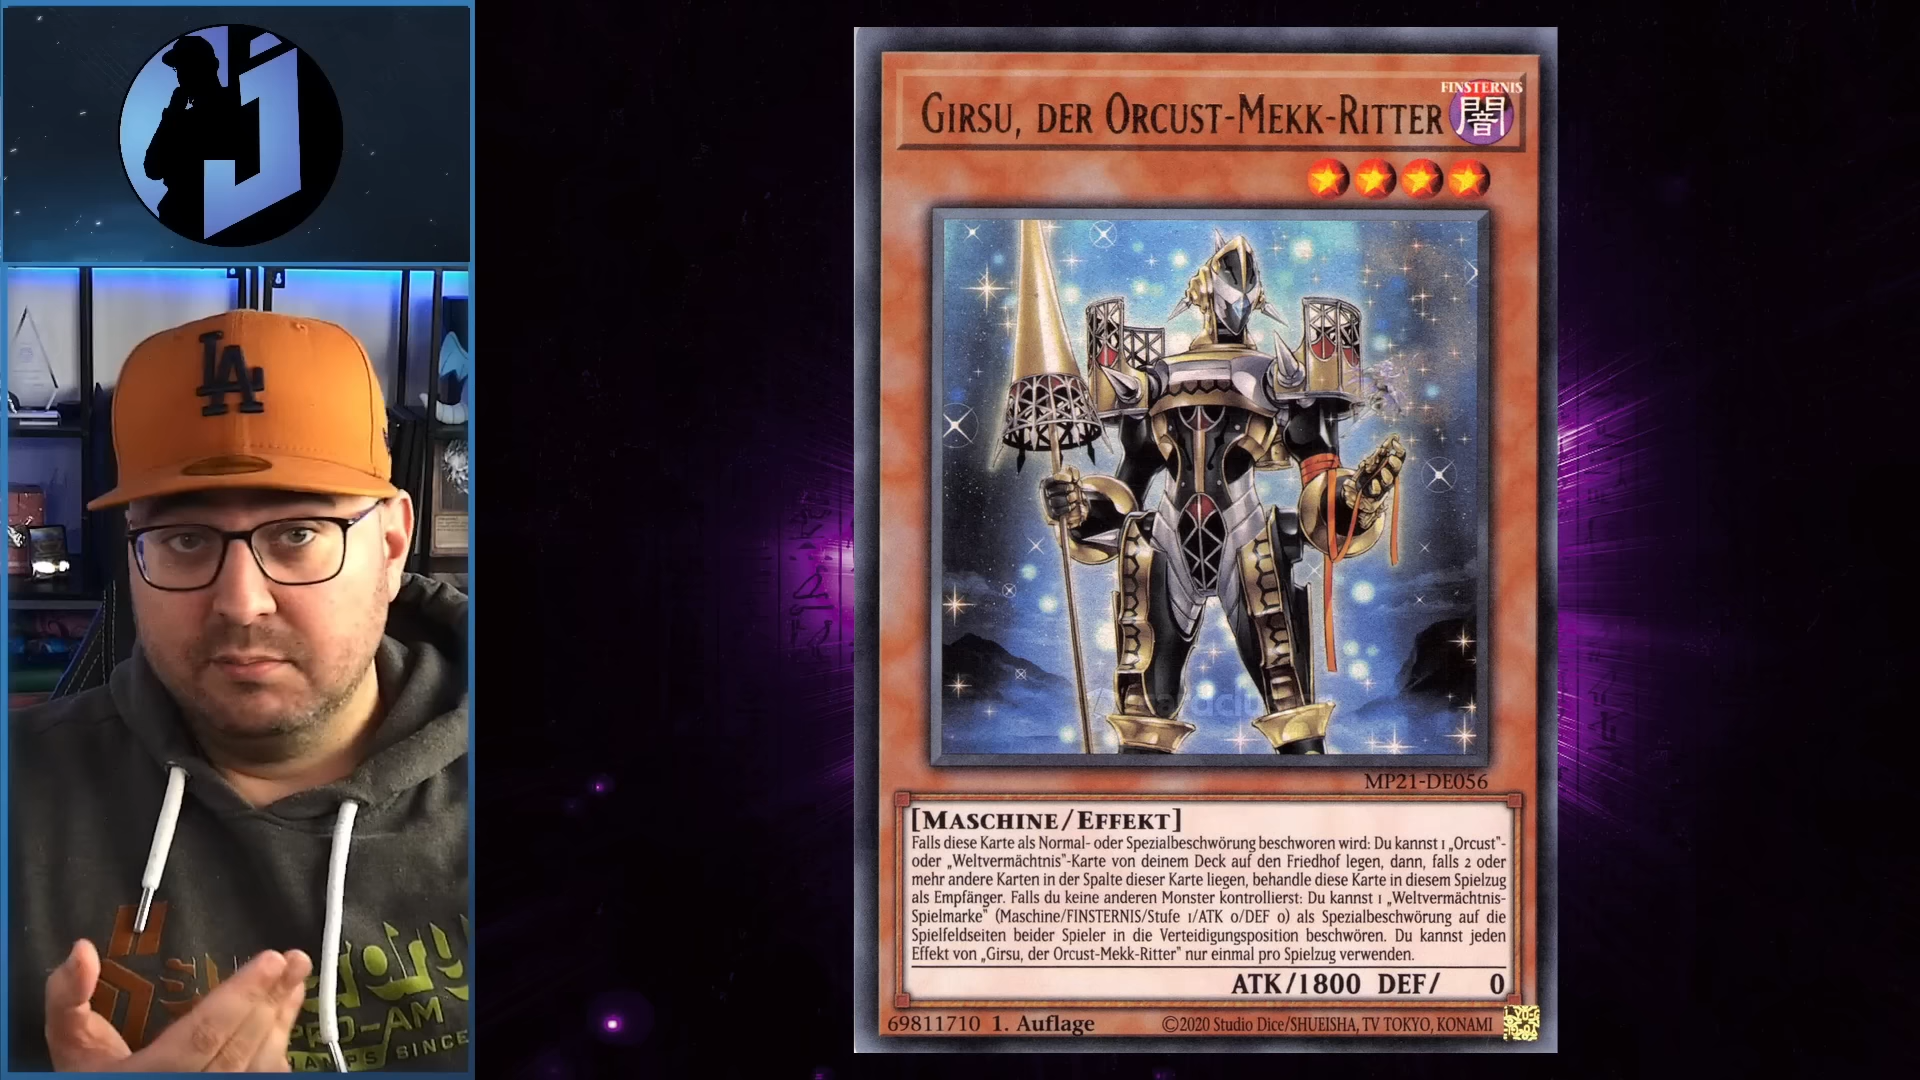 LA
PRO-AM
SINCE
GIRSU, DER ORCUST-MEKK-RITTER
FINSTERNIS
闇
MP21-DE056
[MASCHINE/EFFEKT]
Falls diese Karte als Normal- oder Spezialbeschwörung beschworen wird: Du kannst 1 „Orcust"-
oder „Weltvermächtnis"-Karte von deinem Deck auf den Friedhof legen, dann, falls 2 oder
mehr andere Karten in der Spalte dieser Karte liegen, behandle diese Karte in diesem Spielzug
als Empfänger. Falls du keine anderen Monster kontrollierst: Du kannst 1 „Weltvermächtnis-
Spielmarke" (Maschine/FINSTERNIS/Stufe 1/ATK 0/DEF 0) als Spezialbeschwörung auf die
Spielfeldseiten beider Spieler in die Verteidigungsposition beschwören. Du kannst jeden
Effekt von „Girsu, der Orcust-Mekk-Ritter" nur einmal pro Spielzug verwenden.
ATK/1800 DEF/ 0
69811710 1. Auflage ©2020 Studio Dice/SHUEISHA, TV TOKYO, KONAMI